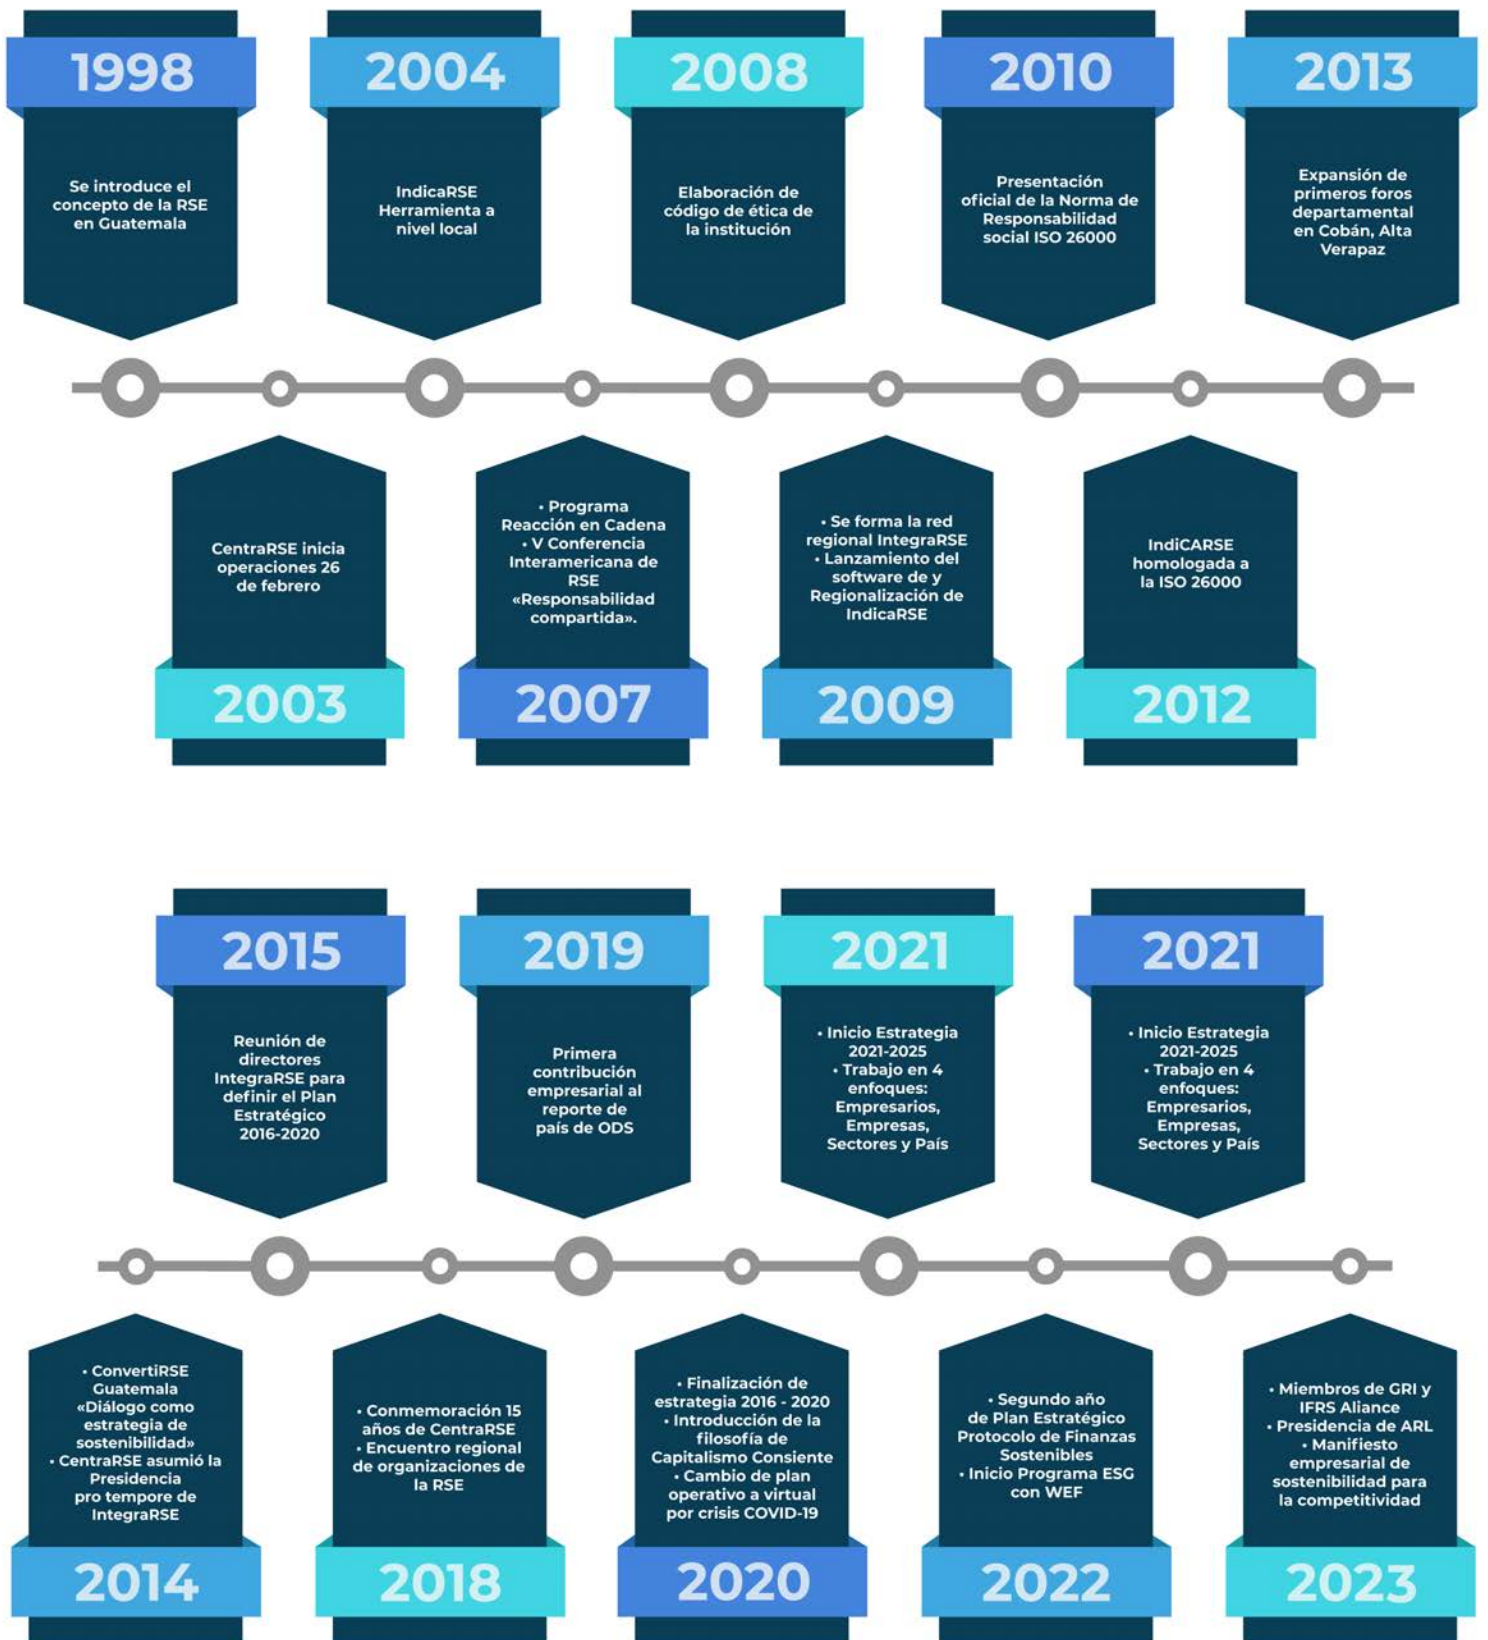 1998
Se introduce el
concepto de la RSE
en Guatemala
2004
IndicaRSE
Herramienta a
nivel local
2008
Elaboración de
código de ética de
la institución
2010
Presentación
oficial de la Norma de
Responsabilidad
social ISO 26000
2013
Expansión de
primeros foros
departamental
en Cobán, Alta
Verapaz
CentraRSE inicia
operaciones 26
de febrero
2003
• Programa
Reacción en Cadena
• V Conferencia
Interamericana de
RSE
«Responsabilidad
compartida».
2007
• Se forma la red
regional IntegraRSE
• Lanzamiento del
software de y
Regionalización de
IndicaRSE
2009
IndiCARSE
homologada a
la ISO 26000
2012
2015
Reunión de
directores
IntegraRSE para
definir el Plan
Estratégico
2016-2020
2019
Primera
contribución
empresarial al
reporte de
país de ODS
2021
• Inicio Estrategia
2021-2025
• Trabajo en 4
enfoques:
Empresarios,
Empresas,
Sectores y País
2021
• Inicio Estrategia
2021-2025
• Trabajo en 4
enfoques:
Empresarios,
Empresas,
Sectores y País
• ConvertiRSE
Guatemala
«Diálogo como
estrategia de
sostenibilidad»
• CentraRSE asumió la
Presidencia
pro tempore de
IntegraRSE
2014
• Conmemoración 15
años de CentraRSE
• Encuentro regional
de organizaciones de
la RSE
2018
• Finalización de
estrategia 2016 - 2020
• Introducción de la
filosofía de
Capitalismo Consiente
• Cambio de plan
operativo a virtual
por crisis COVID-19
2020
• Segundo año
de Plan Estratégico
Protocolo de Finanzas
Sostenibles
• Inicio Programa ESG
con WEF
2022
• Miembros de GRI y
IFRS Aliance
• Presidencia de ARL
• Manifiesto
empresarial de
sostenibilidad para
la competitividad
2023